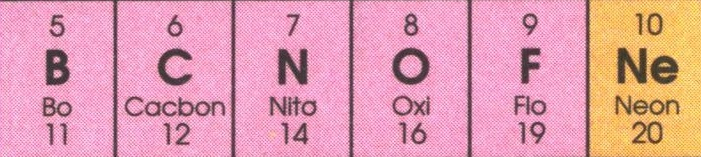 5 6 7 8 9 10
B C N O F Ne
Bo Cacbon Nitơ Oxi Flo Neon
11 12 14 16 19 20